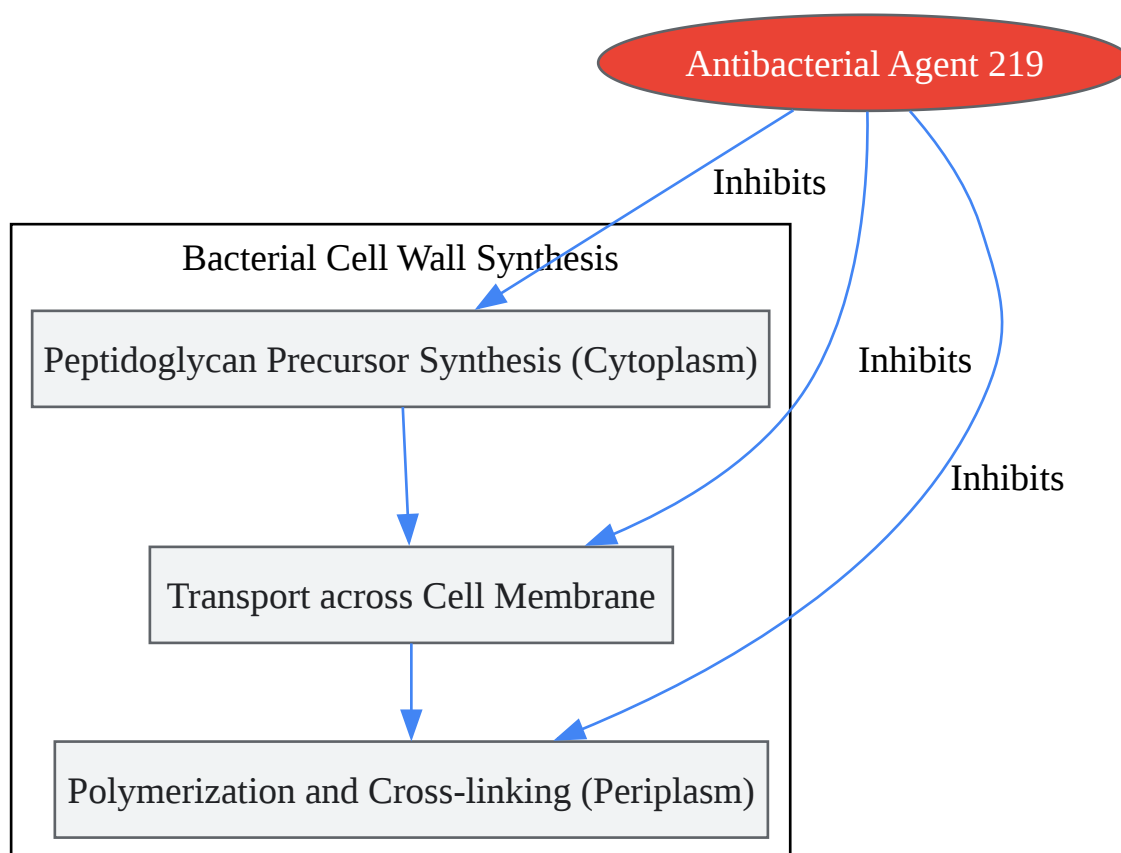 Antibacterial Agent 219
Inhibits
Bacterial Cell Wall Synthesis
Peptidoglycan Precursor Synthesis (Cytoplasm)
Inhibits
Inhibits
Transport across Cell Membrane
Polymerization and Cross-linking (Periplasm)